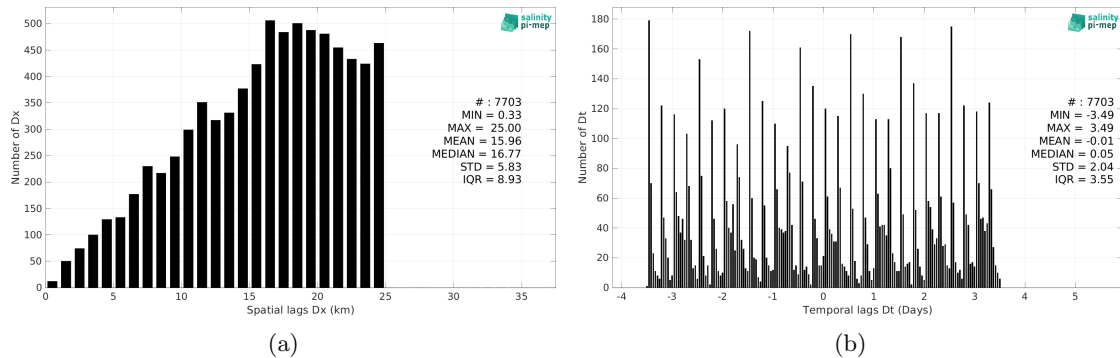 500
450
400
350
300
250
200
150
100
50
0
Number of Dx
0
5
10
15
20
25
30
35
Spatial lags Dx (km)
salinity
pi-mep
# : 7703
MIN = 0.33
MAX = 25.00
MEAN = 15.96
MEDIAN = 16.77
STD = 5.83
IQR = 8.93
(a)
180
160
140
120
100
80
60
40
20
0
Number of Dt
-4
-3
-2
-1
0
1
2
3
4
5
Temporal lags Dt (Days)
salinity
pi-mep
# : 7703
MIN = -3.49
MAX = 3.49
MEAN = -0.01
MEDIAN = 0.05
STD = 2.04
IQR = 3.55
(b)